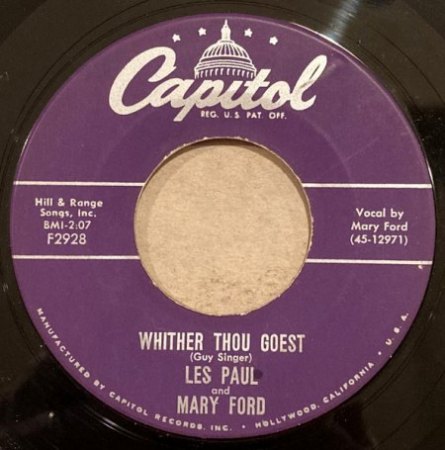 Capitol
REG. U.S. PAT. OFF.
Hill & Range
Songs, Inc.
BMI-2:07
F2928
Vocal by
Mary Ford
(45-12971)
WHITHER THOU GOEST
(Guy Singer)
LES PAUL
and
MARY FORD
MANUFACTURED BY CAPITOL RECORDS, INC. • HOLLYWOOD, CALIFORNIA • U.S.A.